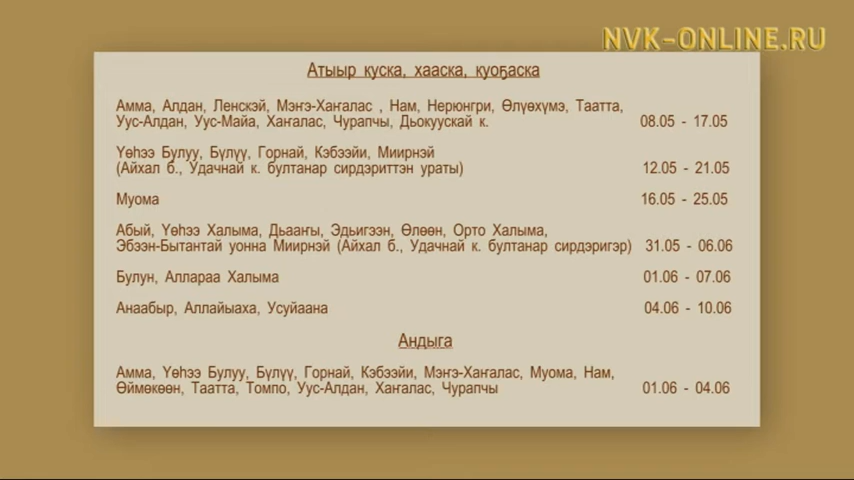 NVK-ONLINE.RU
Атыыр куска, хааска, куоҕаска
Амма, Алдан, Ленскэй, Мэҥэ-Хаҥалас , Нам, Нерюнгри, Өлүөхүмэ, Таатта,
Уус-Алдан, Уус-Майа, Хаҥалас, Чурапчы, Дьокуускай к. 08.05 - 17.05
Үөһээ Булуу, Бүлүү, Горнай, Кэбээйи, Миирнэй
(Айхал б., Удачнай к. бултанар сирдэриттэн ураты) 12.05 - 21.05
Муома 16.05 - 25.05
Абый, Үөһээ Халыма, Дьааҥы, Эдьигээн, Өлөөн, Орто Халыма,
Эбээн-Бытантай уонна Миирнэй (Айхал б., Удачнай к. бултанар сирдэригэр) 31.05 - 06.06
Булун, Аллараа Халыма 01.06 - 07.06
Анаабыр, Аллайыаха, Усуйаана 04.06 - 10.06
Андыга
Амма, Үөһээ Булуу, Бүлүү, Горнай, Кэбээйи, Мэҥэ-Хаҥалас, Муома, Нам,
Өймөкөөн, Таатта, Томпо, Уус-Алдан, Хаҥалас, Чурапчы 01.06 - 04.06